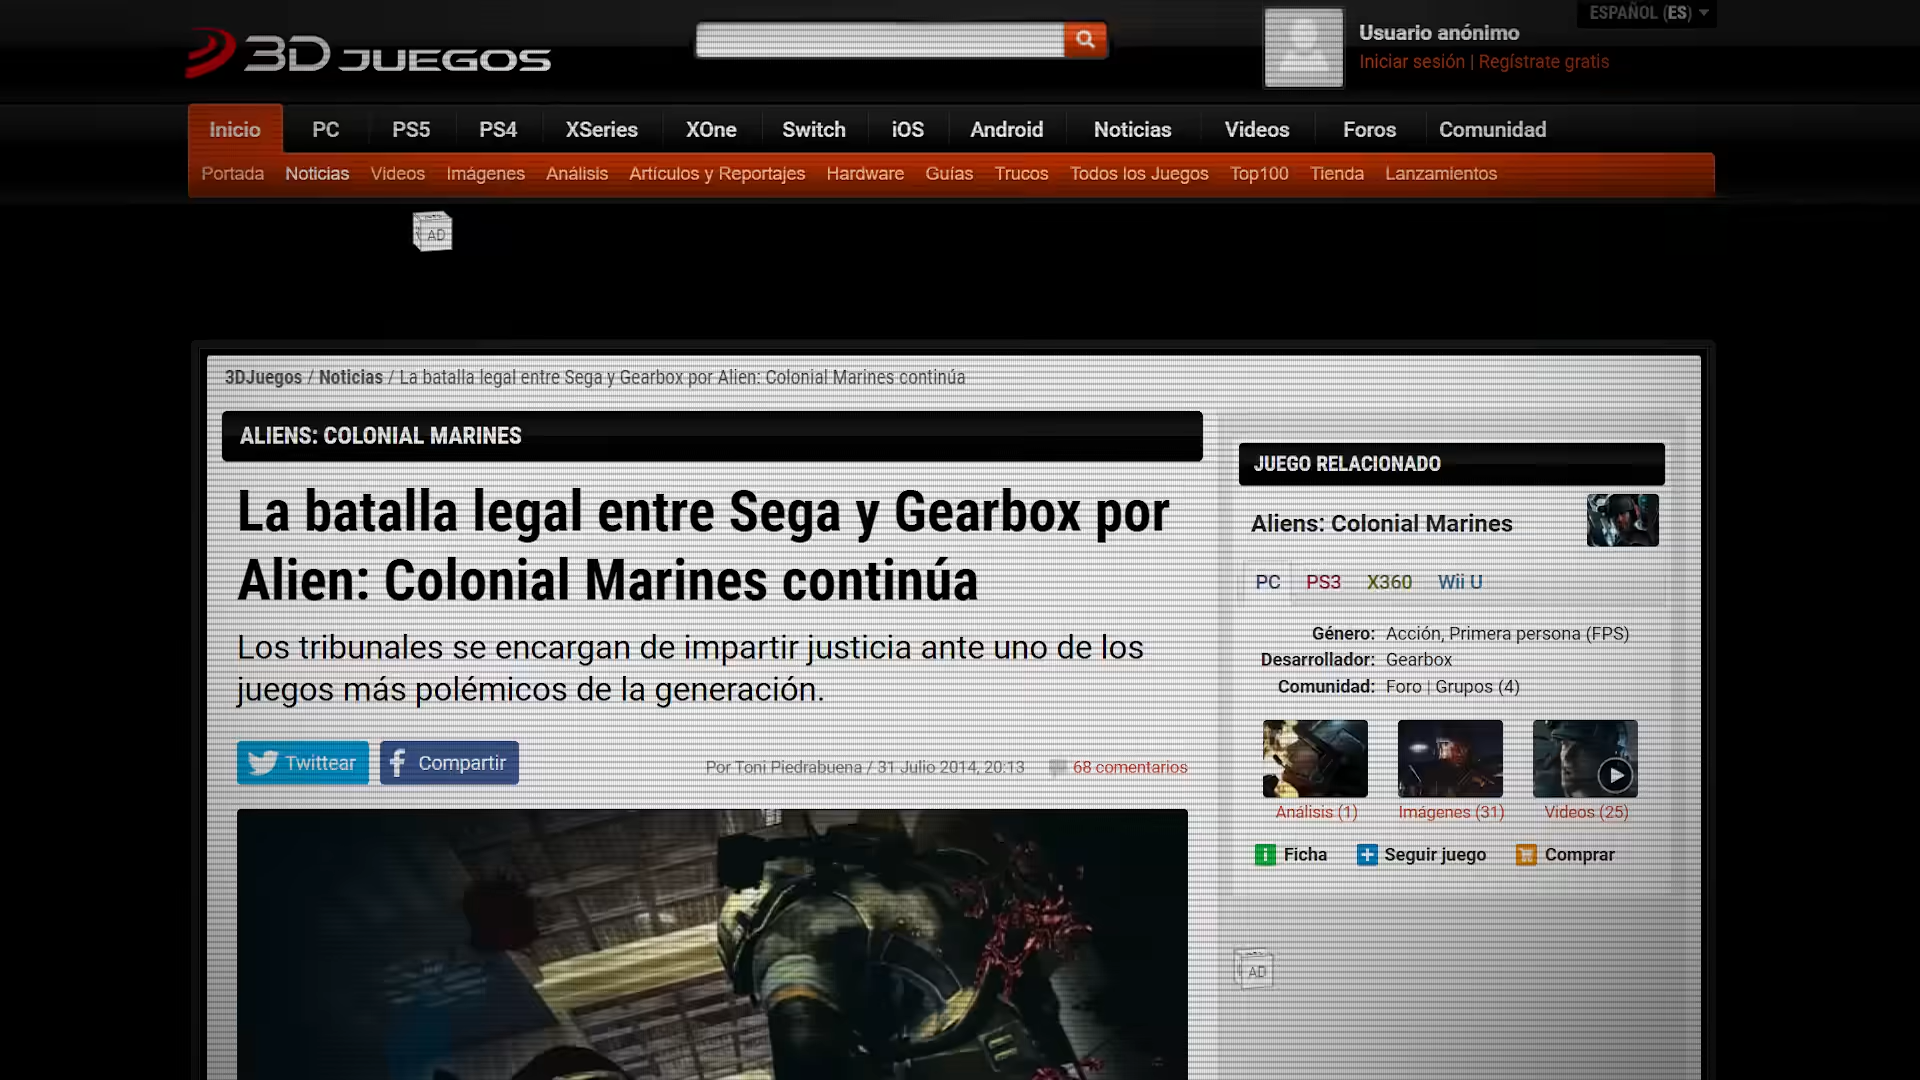 3D JUEGOS
Usuario anónimo
Iniciar sesión | Regístrate gratis
ESPAÑOL (ES)
Inicio PC PS5 PS4 XSeries XOne Switch iOS Android Noticias Videos Foros Comunidad
Portada Noticias Videos Imágenes Análisis Artículos y Reportajes Hardware Guías Trucos Todos los Juegos Top100 Tienda Lanzamientos
AD
3DJuegos / Noticias / La batalla legal entre Sega y Gearbox por Alien: Colonial Marines continúa
ALIENS: COLONIAL MARINES
La batalla legal entre Sega y Gearbox por
Alien: Colonial Marines continúa
Los tribunales se encargan de impartir justicia ante uno de los
juegos más polémicos de la generación.
Twittear Compartir
Por Toni Piedrabuena / 31 Julio 2014, 20:13 68 comentarios
JUEGO RELACIONADO
Aliens: Colonial Marines
PC PS3 X360 Wii U
Género: Acción, Primera persona (FPS)
Desarrollador: Gearbox
Comunidad: Foro | Grupos (4)
Análisis (1) Imágenes (31) Videos (25)
Ficha Seguir juego Comprar
AD